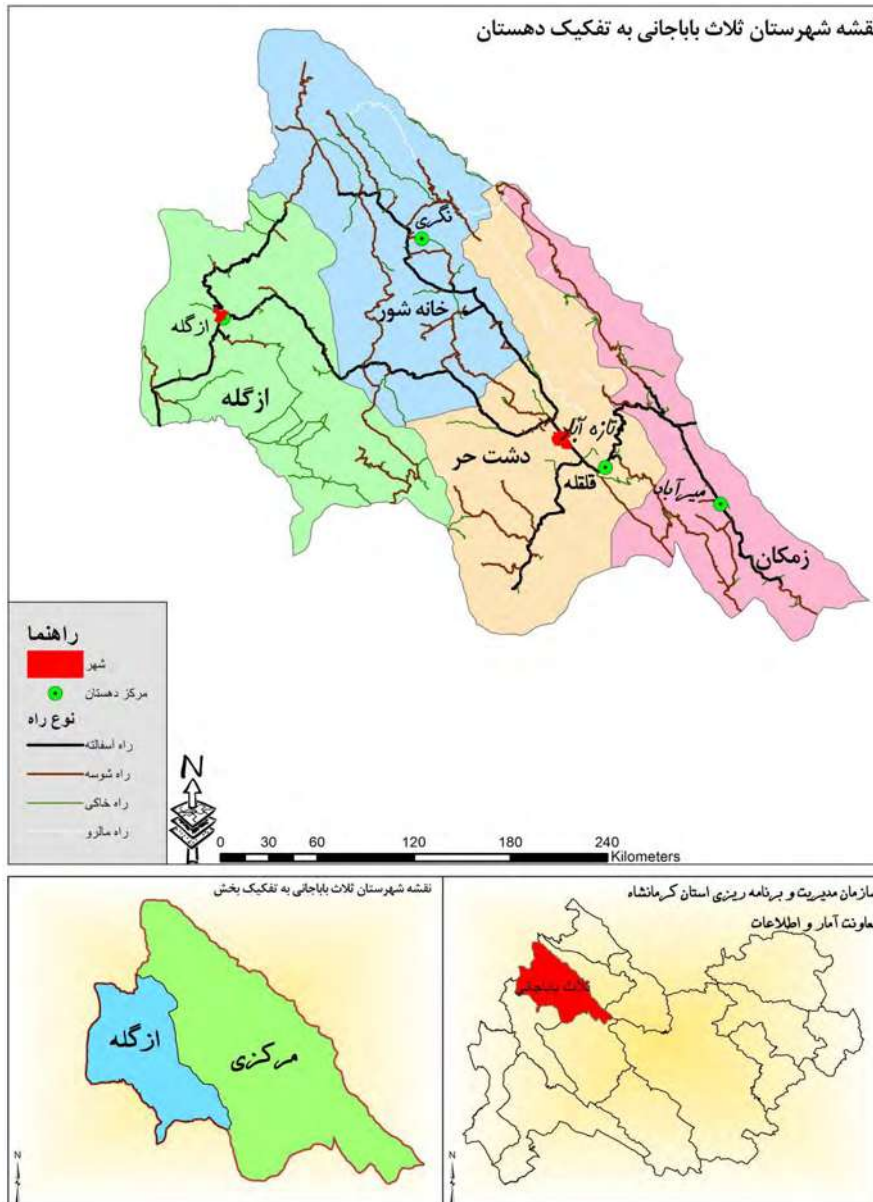 نقشه شهرستان ثلاث باباجانی به تفکیک دهستان
نگری
خانه شور
ازگله
ازگله
تازه آباد
دشت حر
قلقله
میرآباد
زمکان
راهنما
شهر
مرکز دهستان
نوع راه
راه آسفالته
راه شوسه
راه خاکی
راه مالرو
N
0 30 60 120 180 240
Kilometers
نقشه شهرستان ثلاث باباجانی به تفکیک بخش
ازگله
مرکزی
N
سازمان مدیریت و برنامه ریزی استان کرمانشاه
معاونت آمار و اطلاعات
ثلاث باباجانی
N